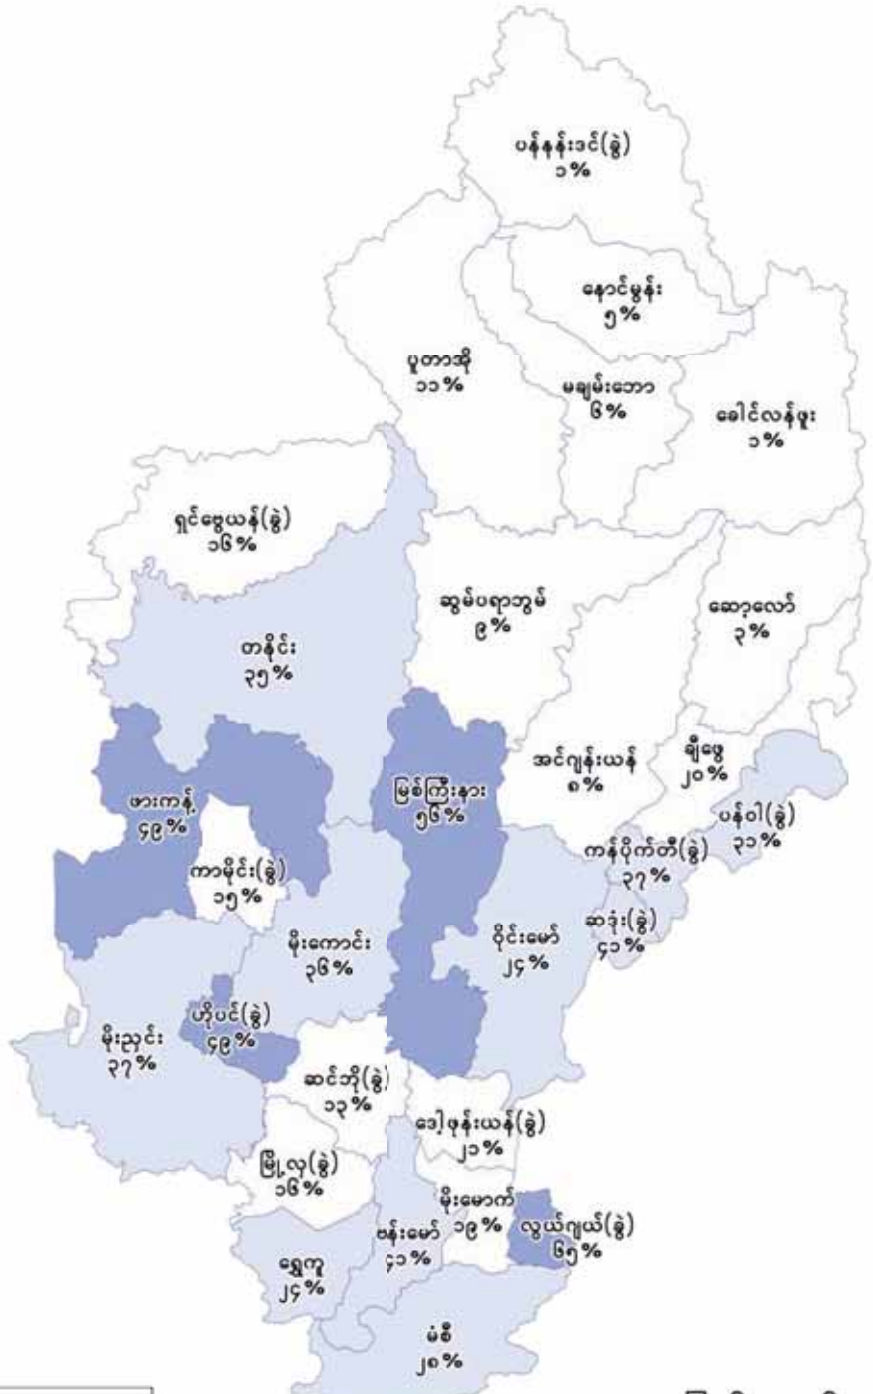 ပန်နန်းဒင်(ခွဲ)
၁%
နောင်မွန်း
၅%
ပူတာအို
၁၁%
မချမ်းဘော
၆%
ခေါင်လန်ဖူး
၁%
ရှင်ဗွေယန်(ခွဲ)
၁၆%
ဆွမ်ပရာဘွမ်
၉%
ဆော့လော်
၃%
တနိုင်း
၃၅%
အင်ဂျန်းယန်
၈%
ချီဖွေ
၂၀%
ဖားကန့်
၄၉%
မြစ်ကြီးနား
၅၆%
ပန်ဝါ(ခွဲ)
၃၁%
ကာမိုင်း(ခွဲ)
၁၅%
ကန်ပိုက်တီ(ခွဲ)
၃၇%
မိုးကောင်း
၃၆%
ဝိုင်းမော်
၂၄%
ဆဒုံး(ခွဲ)
၄၁%
ဟိုပင်(ခွဲ)
၄၉%
မိုးညှင်း
၃၇%
ဆင်ဘို(ခွဲ)
၁၃%
ဒေါ့ဖုန်းယန်(ခွဲ)
၂၁%
မြို့လှ(ခွဲ)
၁၆%
မိုးမောက်
၁၉%
လွယ်ဂျယ်(ခွဲ)
၆၅%
ဗန်းမော်
၄၁%
ရွှေကူ
၂၄%
မံစီ
၂၈%